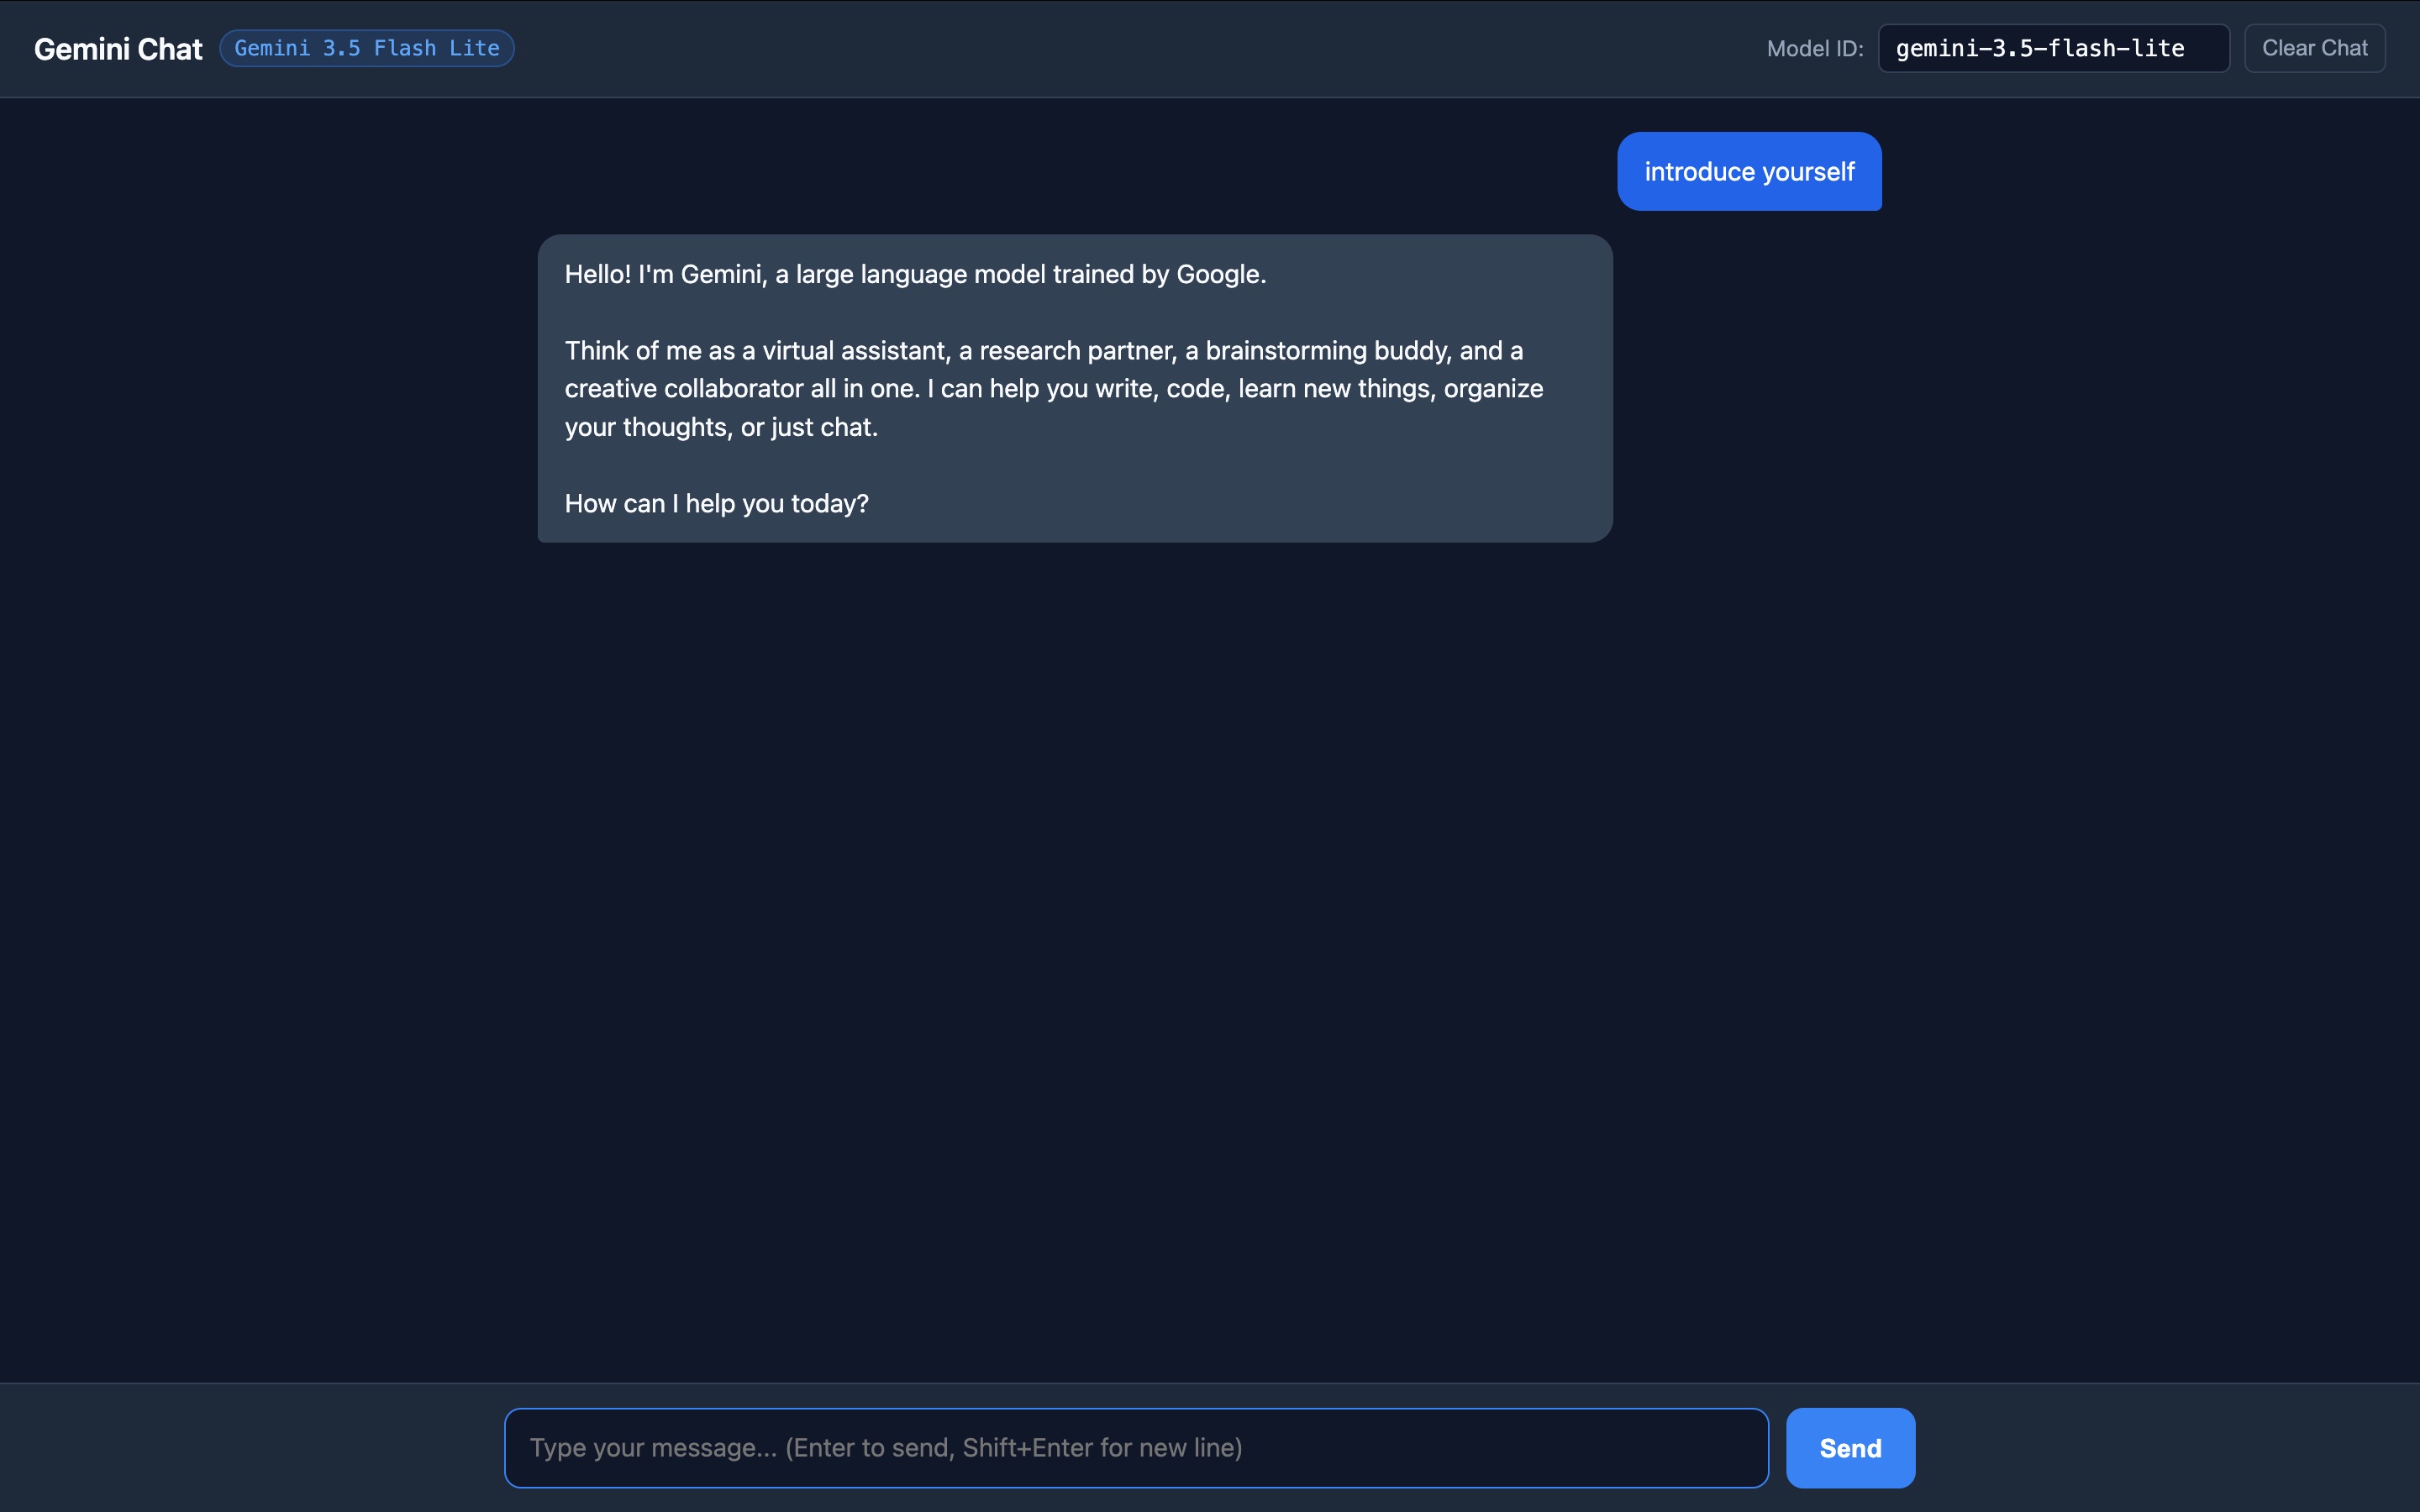 Gemini Chat
Gemini 3.5 Flash Lite
Model ID:
gemini-3.5-flash-lite
Clear Chat
introduce yourself
Hello! I'm Gemini, a large language model trained by Google.
Think of me as a virtual assistant, a research partner, a brainstorming buddy, and a
creative collaborator all in one. I can help you write, code, learn new things, organize
your thoughts, or just chat.
How can I help you today?
Type your message... (Enter to send, Shift+Enter for new line)
Send